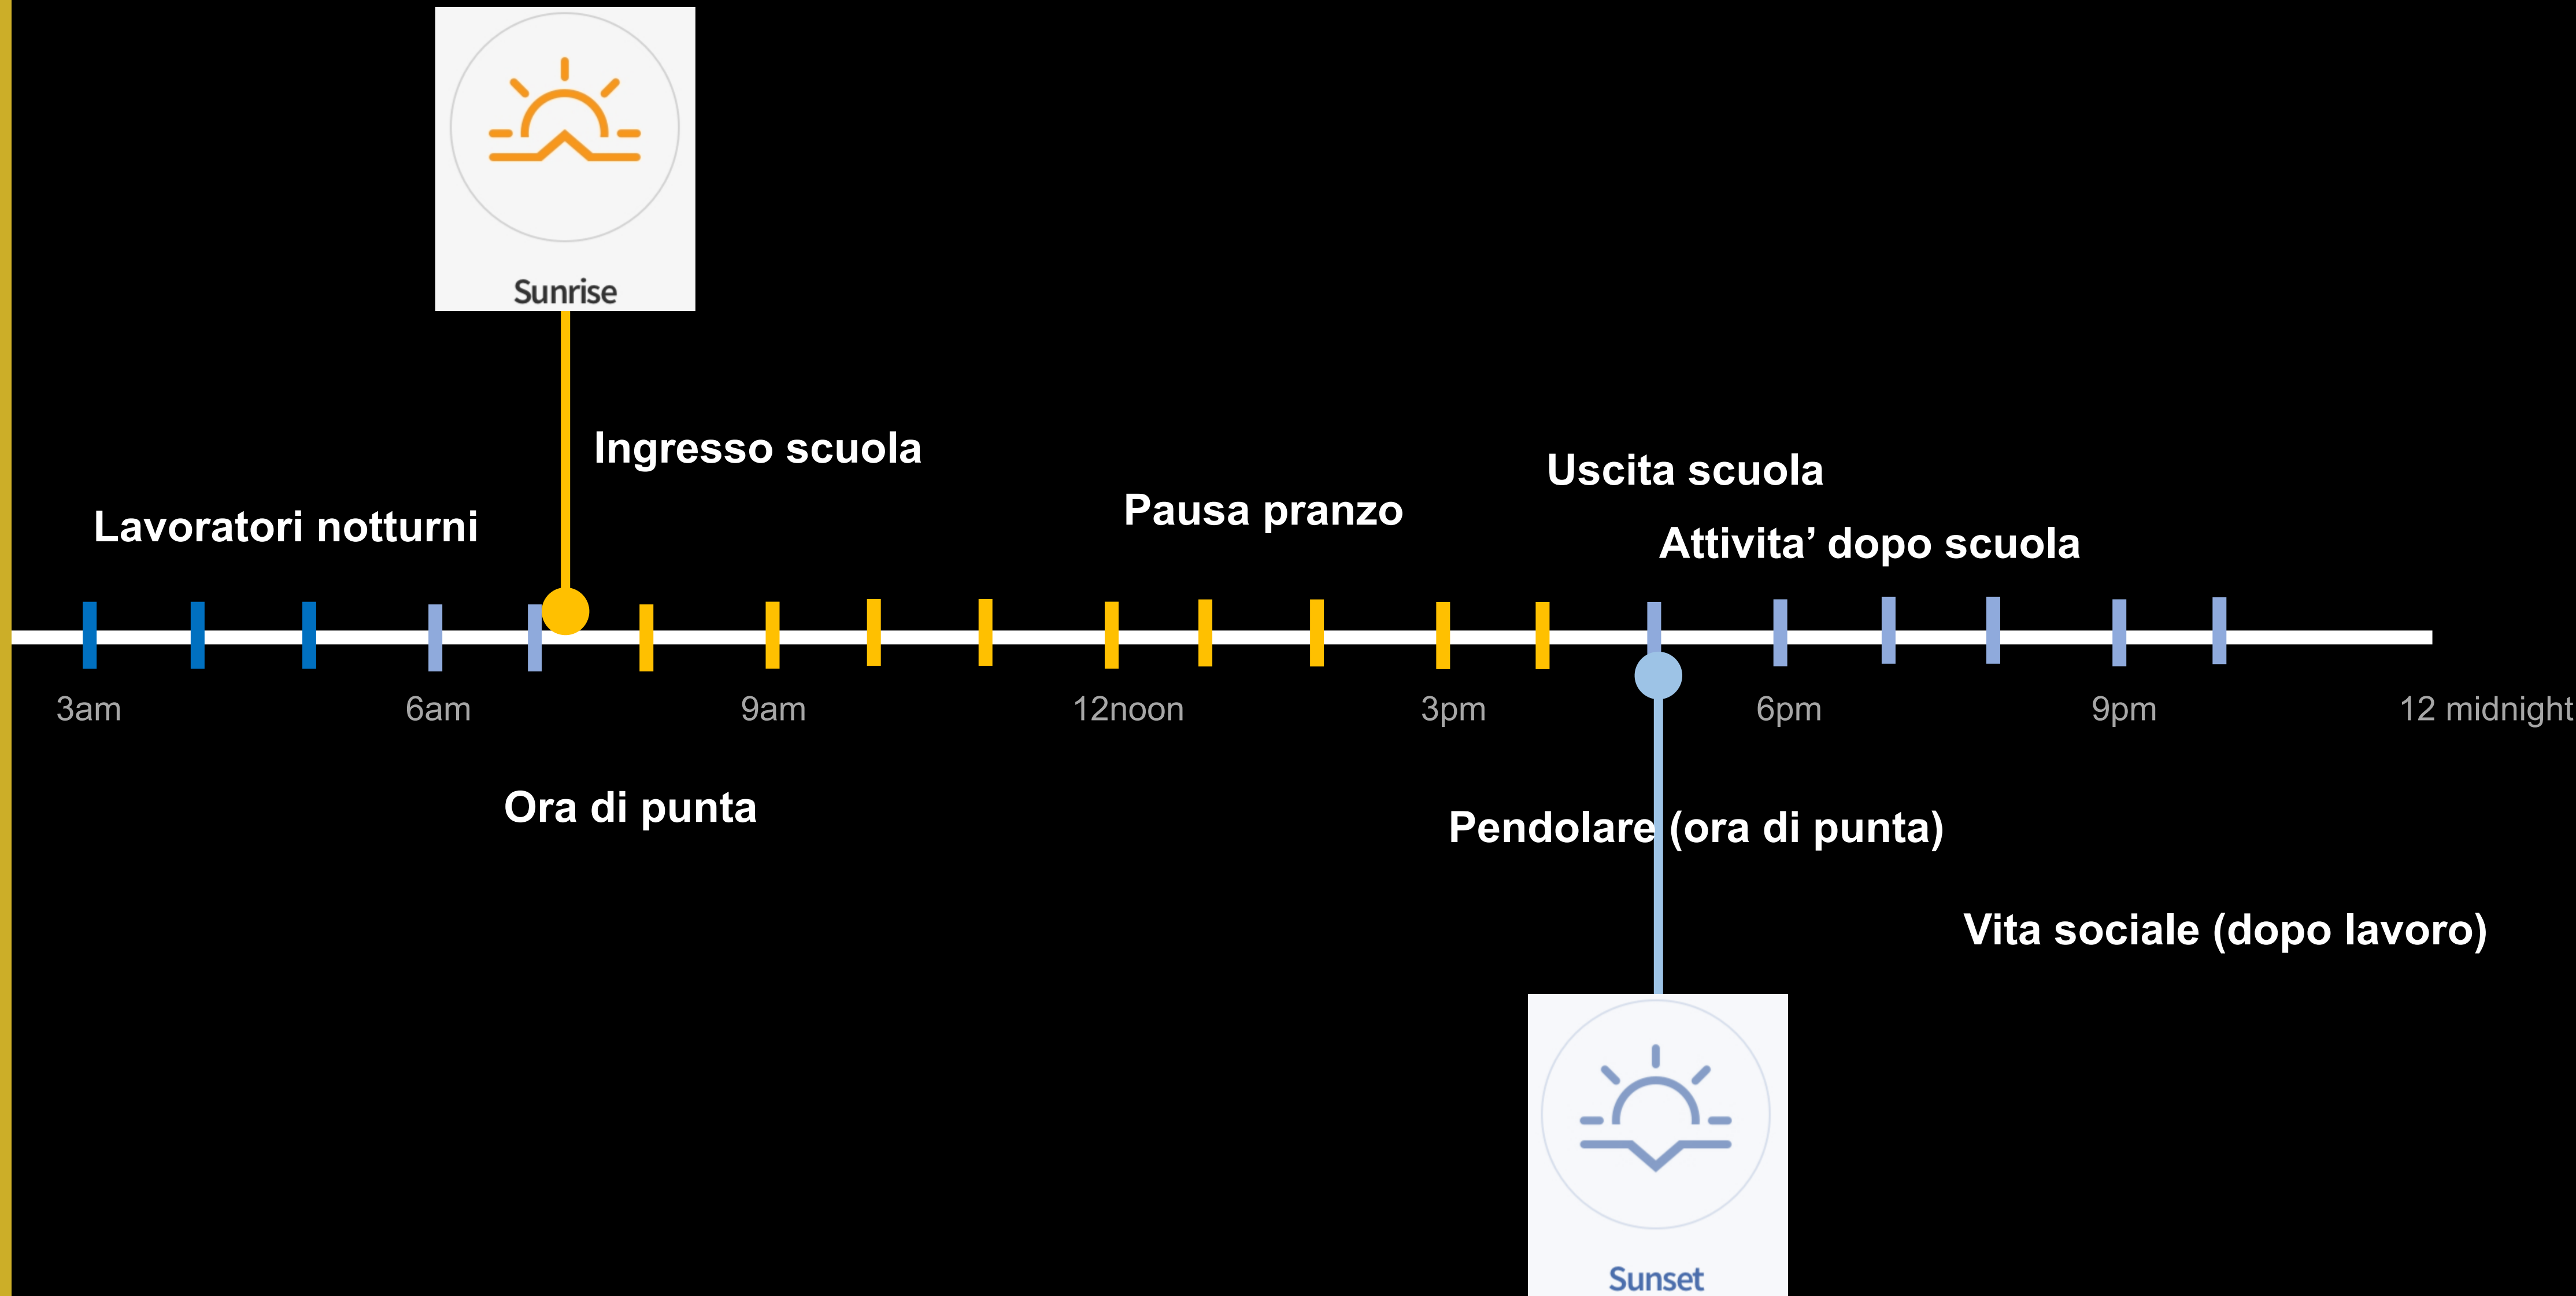 Sunrise
Ingresso scuola
Uscita scuola
Pausa pranzo
Lavoratori notturni
Attivita’ dopo scuola
3am 6am 9am 12noon 3pm 6pm 9pm 12 midnight
Ora di punta
Pendolare (ora di punta)
Vita sociale (dopo lavoro)
Sunset